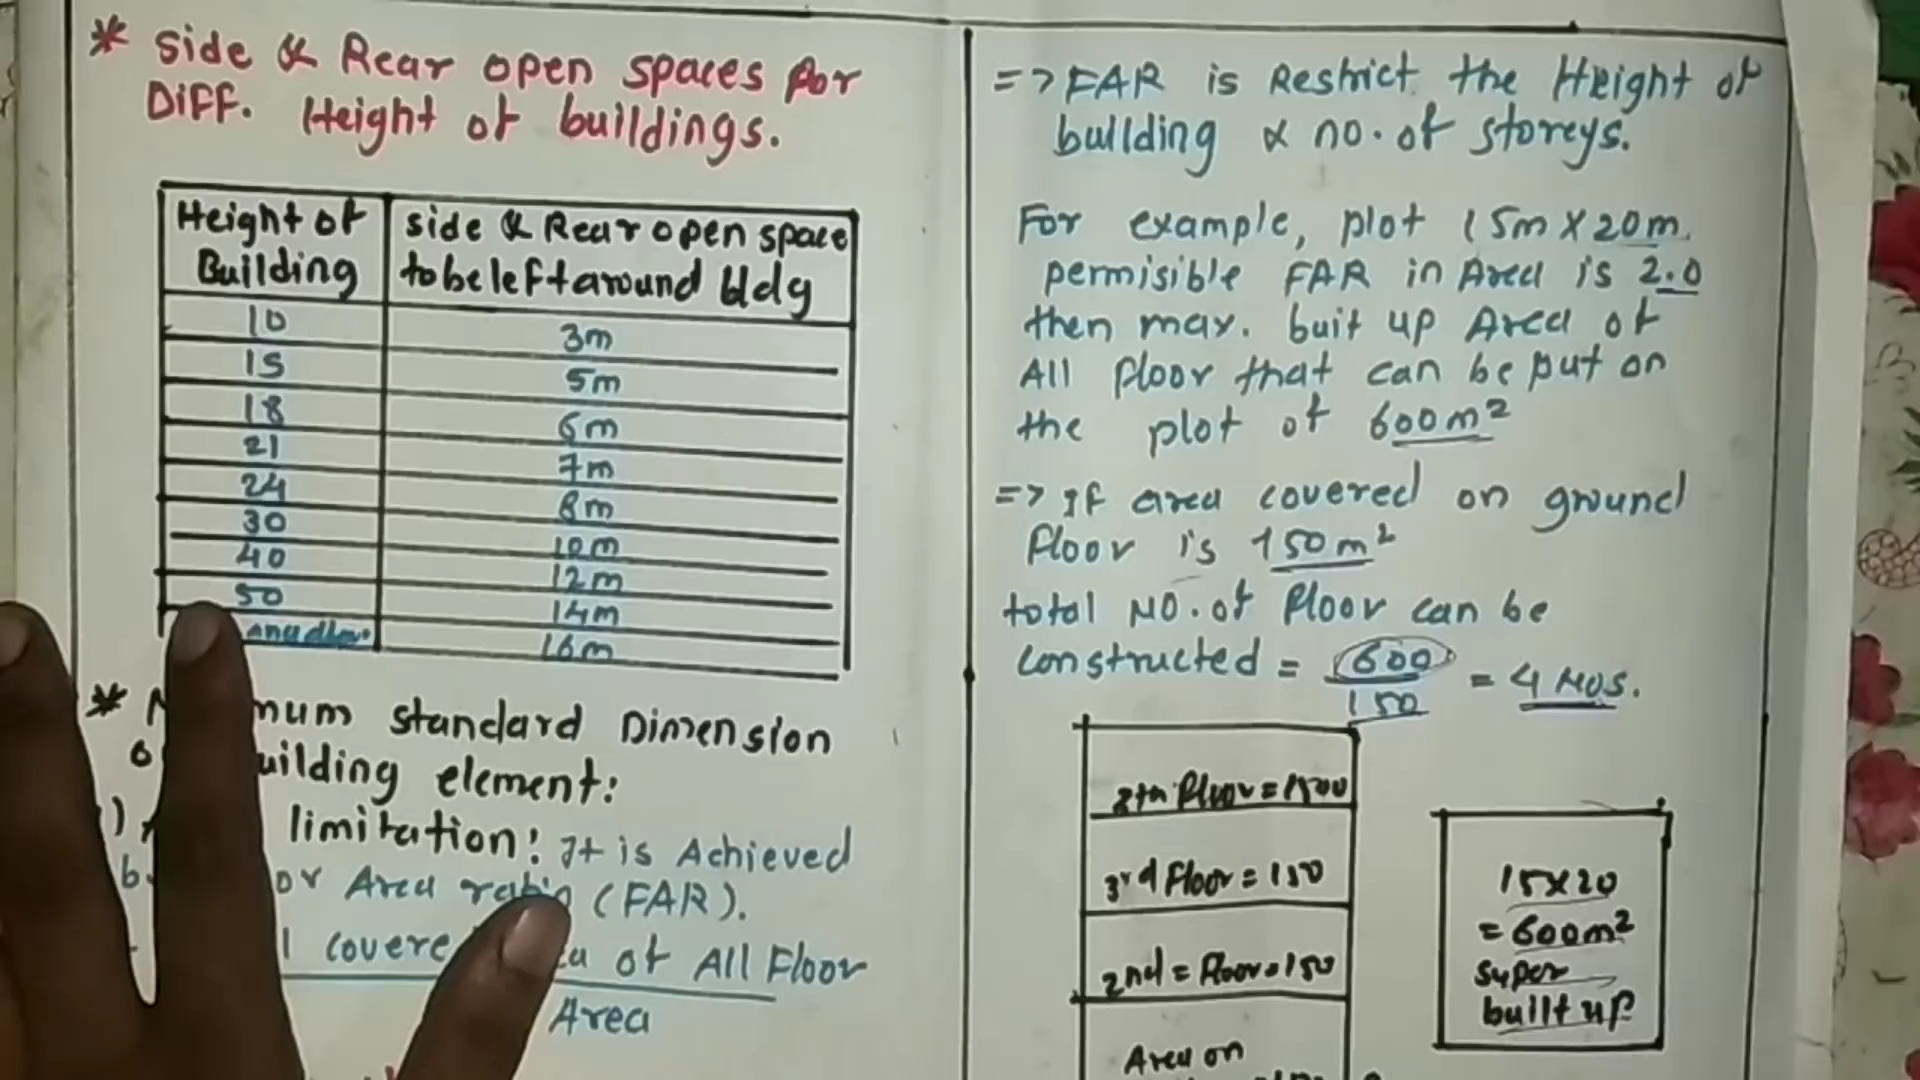 * Side & Rear open spaces for
Diff. Height of buildings.
Height of Building
side & Rear open space
to be left around bldg
10 3m
15 5m
18 6m
21 7m
24 8m
30 10m
40 12m
50 14m
16m
* standard Dimension
building element:
limitation: It is Achieved
Area ratio (FAR).
of All Floor
Area
=> FAR is Restrict the Height of
building & no. of storeys.
For example, plot 15m X 20m.
permisible FAR in Area is 2.0
then max. buit up Area of
All floor that can be put on
the plot of 600m²
=> If area covered on ground
floor is 150m²
total NO. of floor can be
constructed = 600/150 = 4 Nos.
3rd floor = 150
2nd = floor = 150
Area on
15X20
= 600m²
super
built up